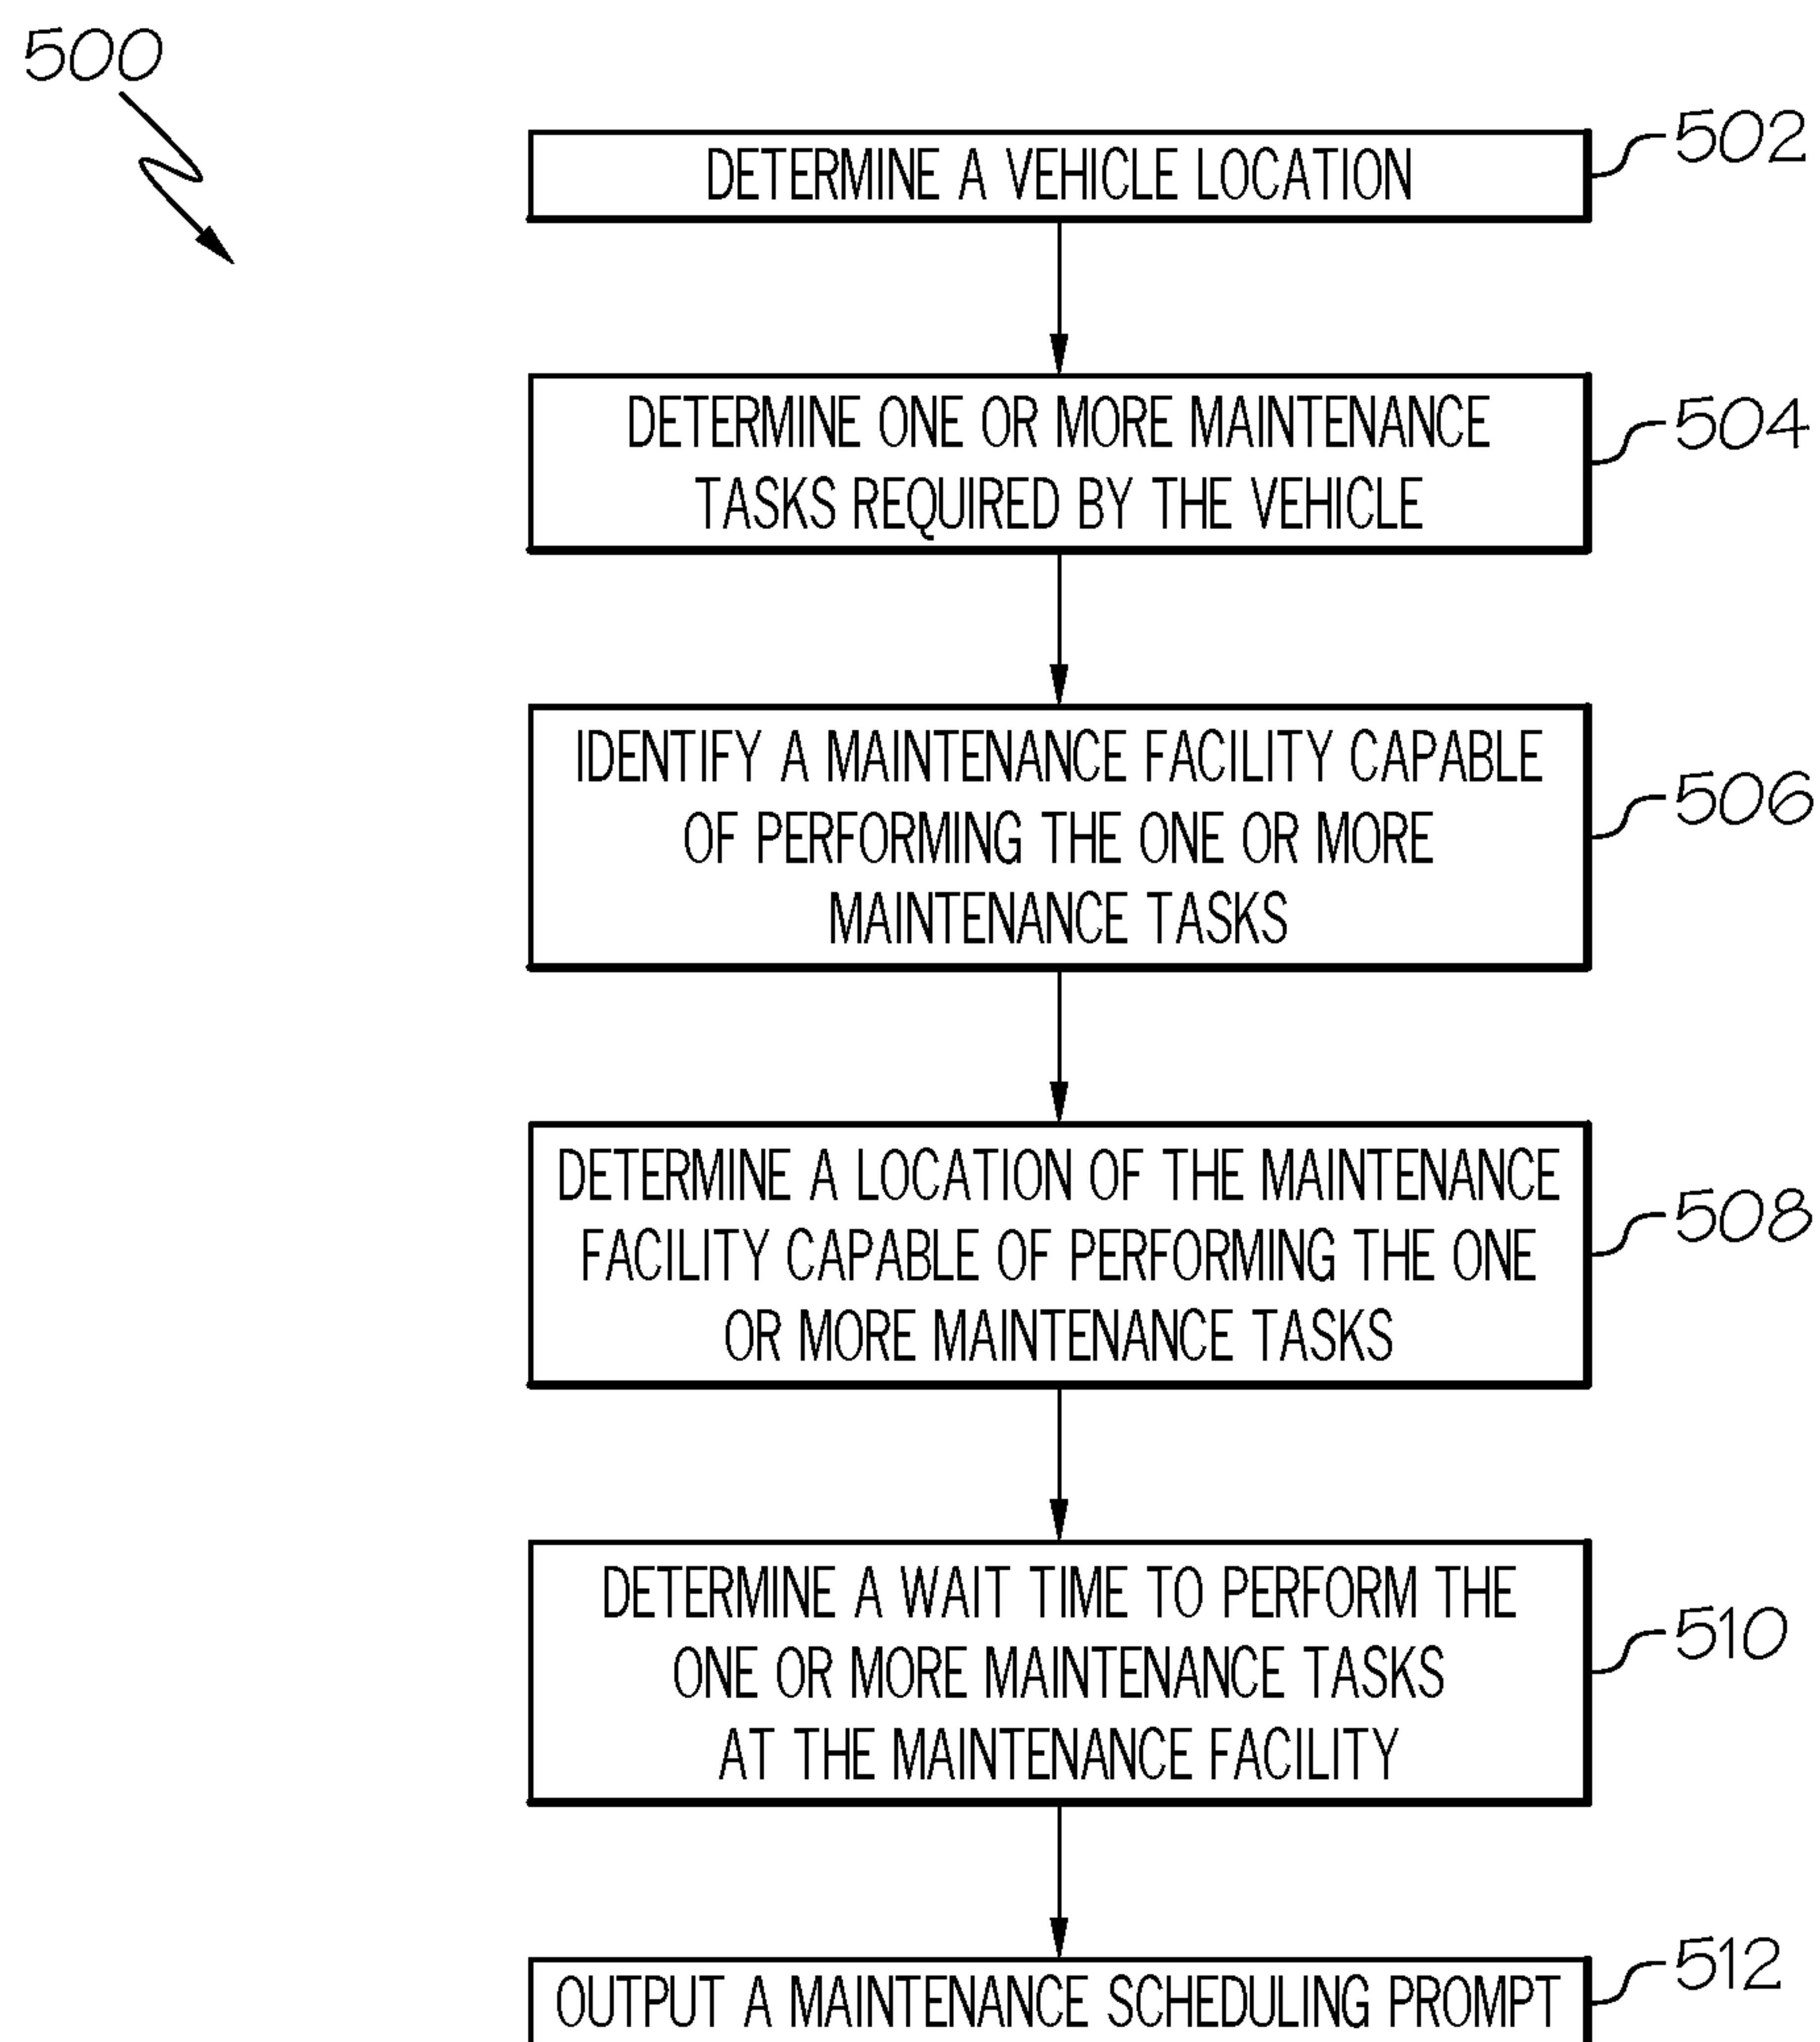 500
DETERMINE A VEHICLE LOCATION
502
DETERMINE ONE OR MORE MAINTENANCE
TASKS REQUIRED BY THE VEHICLE
504
IDENTIFY A MAINTENANCE FACILITY CAPABLE
OF PERFORMING THE ONE OR MORE
MAINTENANCE TASKS
506
DETERMINE A LOCATION OF THE MAINTENANCE
FACILITY CAPABLE OF PERFORMING THE ONE
OR MORE MAINTENANCE TASKS
508
DETERMINE A WAIT TIME TO PERFORM THE
ONE OR MORE MAINTENANCE TASKS
AT THE MAINTENANCE FACILITY
510
OUTPUT A MAINTENANCE SCHEDULING PROMPT
512